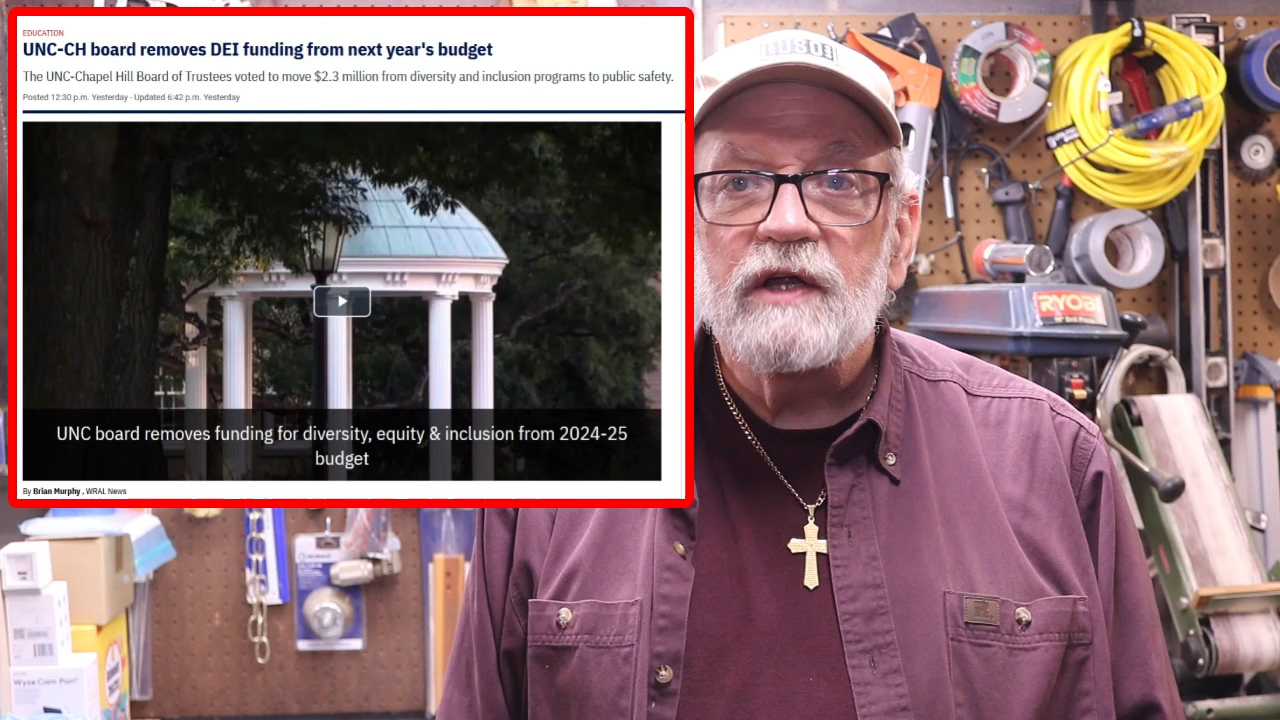 EDUCATION
UNC-CH board removes DEI funding from next year's budget
The UNC-Chapel Hill Board of Trustees voted to move $2.3 million from diversity and inclusion programs to public safety.
Posted 12:30 p.m. Yesterday - Updated 6:42 p.m. Yesterday
UNC board removes funding for diversity, equity & inclusion from 2024-25
budget
By Brian Murphy, WRAL News
RYOBI
Wyze Cam Pan